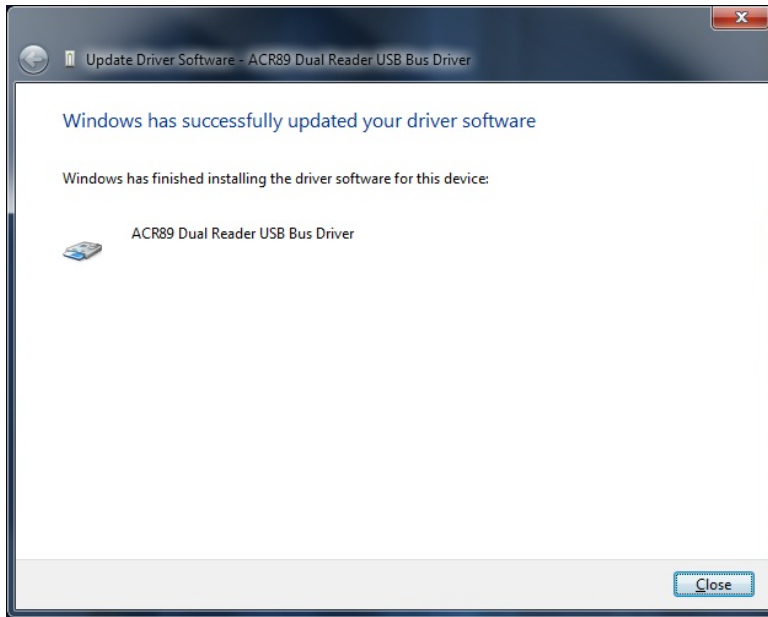 Update Driver Software - ACR89 Dual Reader USB Bus Driver
Windows has successfully updated your driver software
Windows has finished installing the driver software for this device:
ACR89 Dual Reader USB Bus Driver
Close